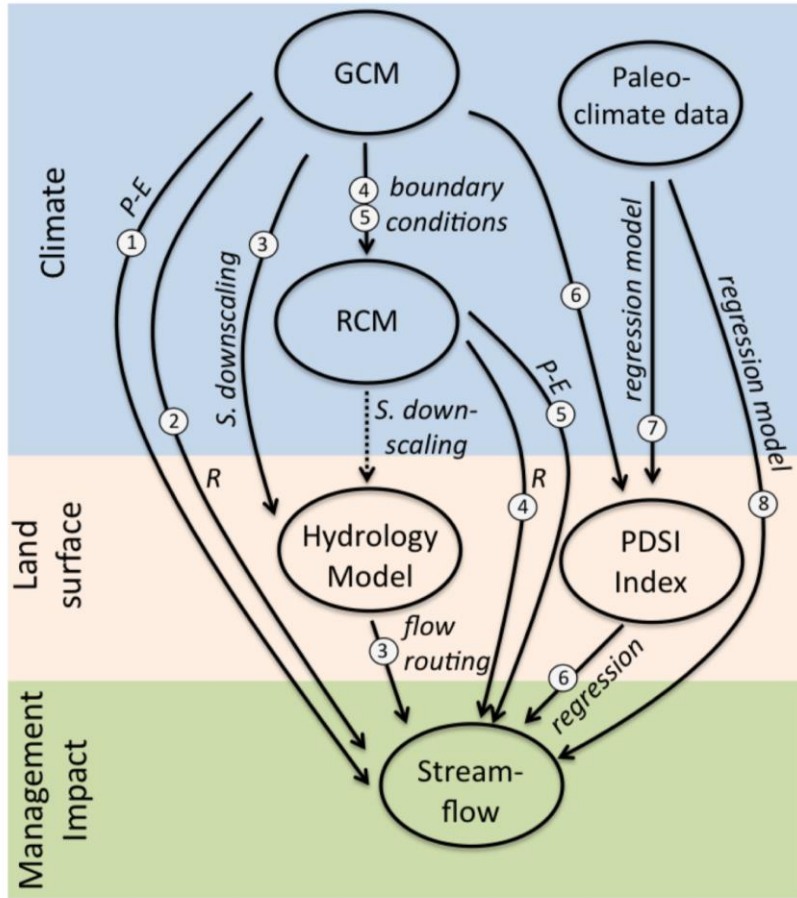 Climate
Land
surface
Management
Impact
GCM
Paleo-
climate data
P-E
1
2
R
3
S. downscaling
4
5
boundary
conditions
RCM
S. down-
scaling
P-E
5
R
4
6
regression model
7
regression model
8
Hydrology
Model
PDSI
Index
3
flow
routing
6
regression
Stream-
flow